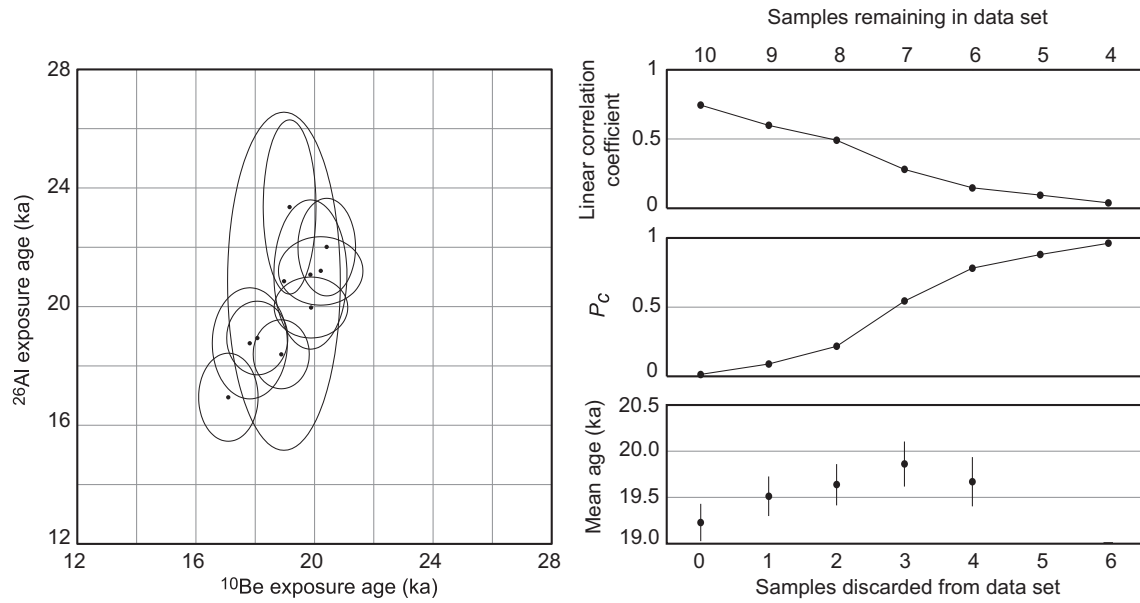 28
24
20
16
12
26Al exposure age (ka)
12 16 20 24 28
10Be exposure age (ka)
Samples remaining in data set
10 9 8 7 6 5 4
1
0.5
0
Linear correlation
coefficient
1
0.5
0
Pc
20.5
20.0
19.5
19.0
Mean age (ka)
0 1 2 3 4 5 6
Samples discarded from data set